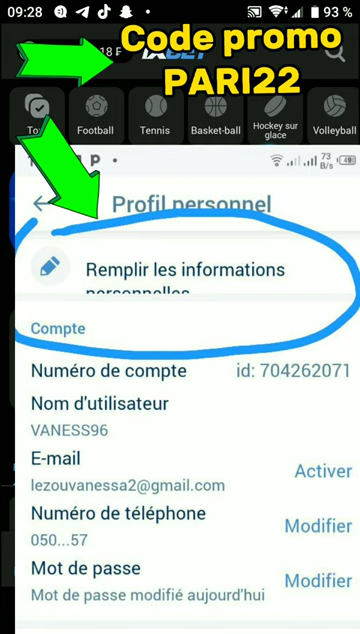 09:28
93 %
Code promo
PARI22
18 ₣
1XBET
Football
Tennis
Basket-ball
Hockey sur
glace
Volleyball
73
B/s
49
Profil personnel
Remplir les informations
personnelles
Compte
Numéro de compte
id: 704262071
Nom d'utilisateur
VANESS96
E-mail
lezouvanessa2@gmail.com
Activer
Numéro de téléphone
050...57
Modifier
Mot de passe
Mot de passe modifié aujourd'hui
Modifier